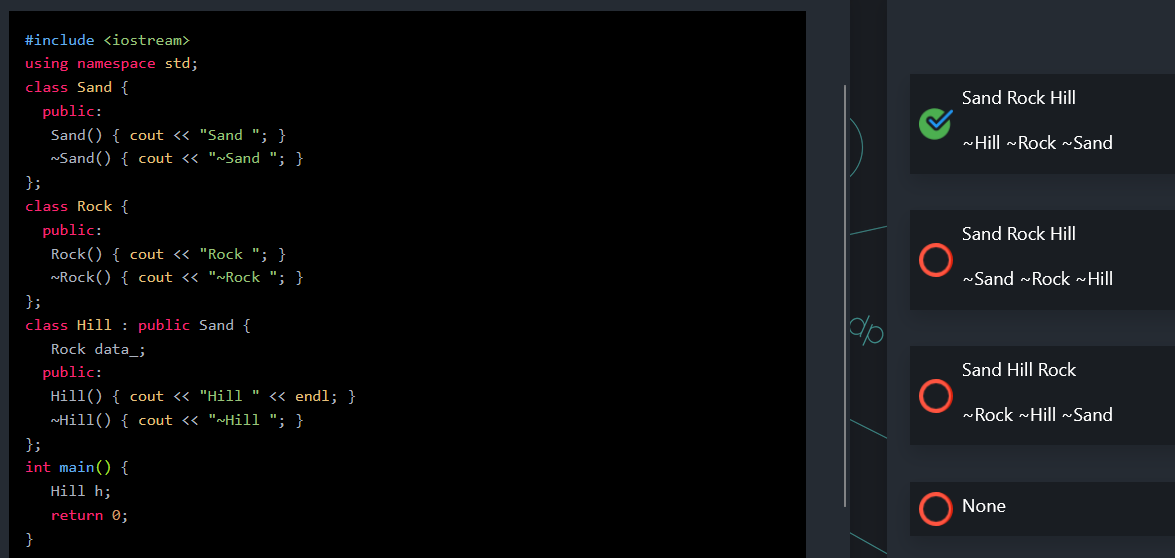 #include <iostream>
using namespace std;
class Sand {
  public:
   Sand() { cout << "Sand "; }
   ~Sand() { cout << "~Sand "; }
};
class Rock {
  public:
   Rock() { cout << "Rock "; }
   ~Rock() { cout << "~Rock "; }
};
class Hill : public Sand {
   Rock data_;
  public:
   Hill() { cout << "Hill " << endl; }
   ~Hill() { cout << "~Hill "; }
};
int main() {
   Hill h;
   return 0;
}
Sand Rock Hill
~Hill ~Rock ~Sand
Sand Rock Hill
~Sand ~Rock ~Hill
Sand Hill Rock
~Rock ~Hill ~Sand
None